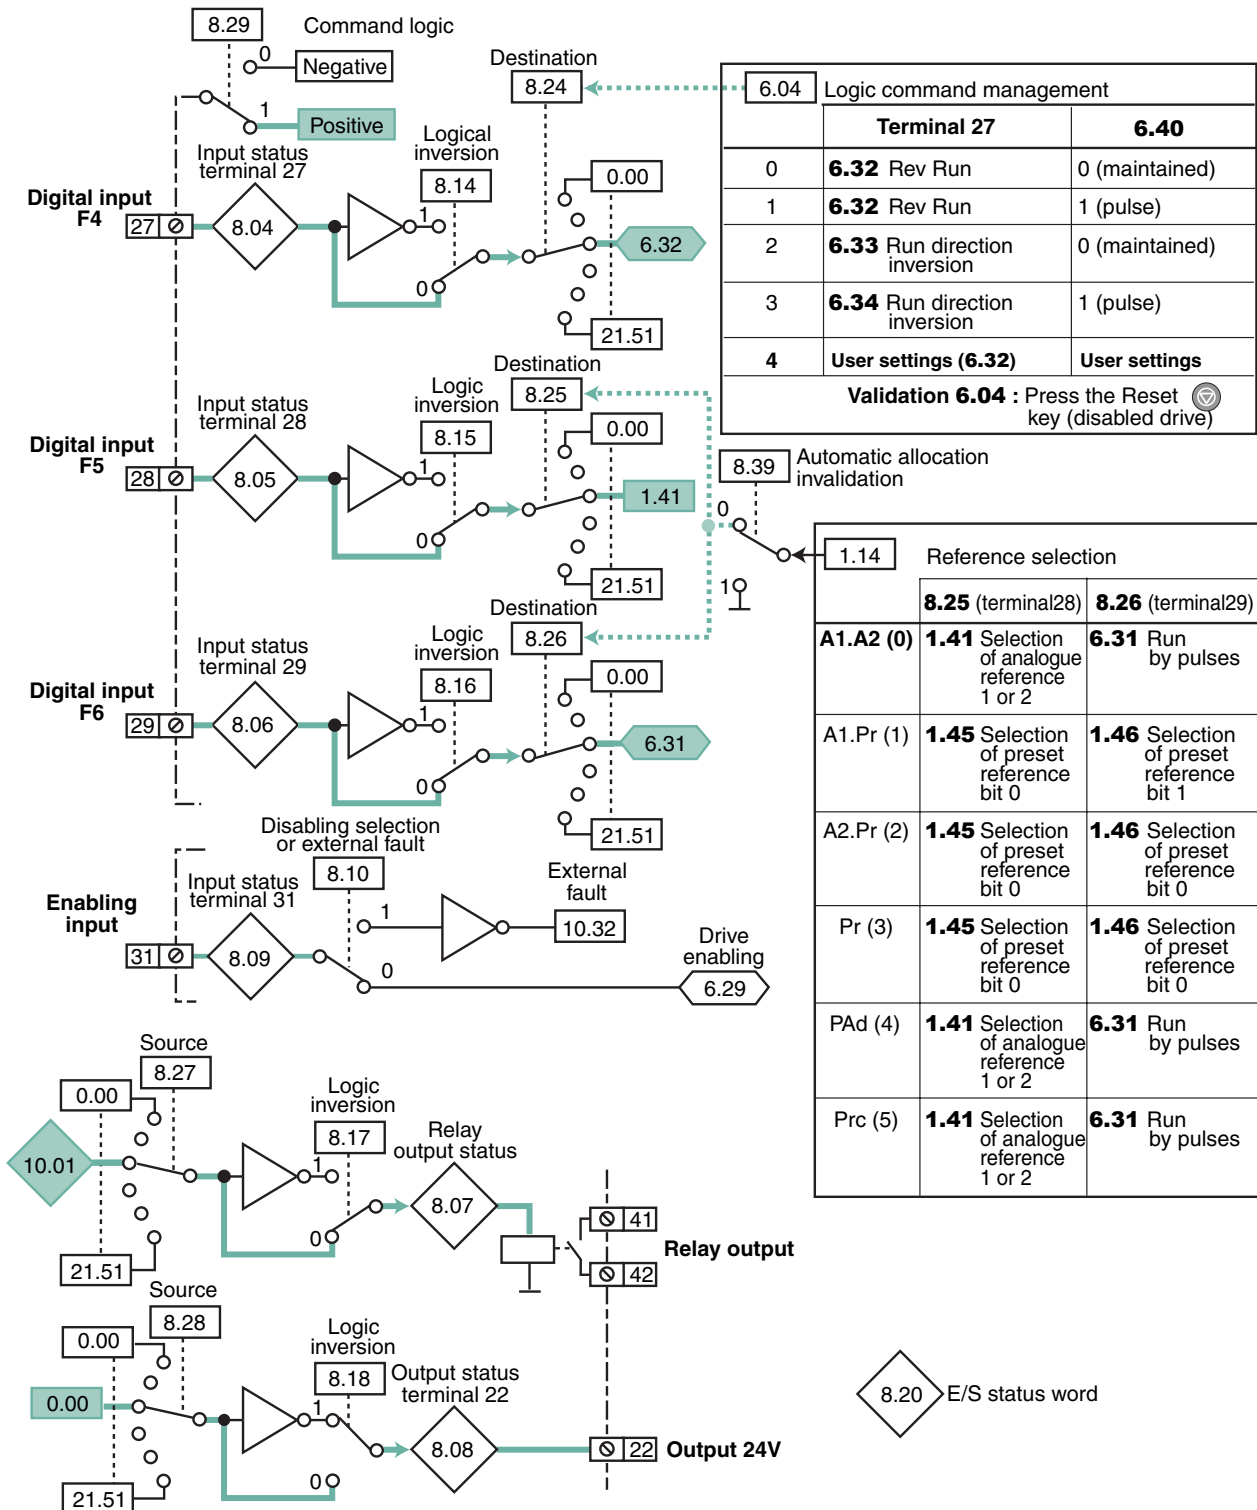 8.29
Command logic
0
Negative
1
Positive
Destination
8.24
6.04
Logic command management
Terminal 27
6.40
0
6.32 Rev Run
0 (maintained)
1
6.32 Rev Run
1 (pulse)
2
6.33 Run direction
inversion
0 (maintained)
3
6.34 Run direction
inversion
1 (pulse)
4
User settings (6.32)
User settings
Validation 6.04 : Press the Reset
key (disabled drive)
Input status
terminal 27
Logical
inversion
8.14
Digital input
F4
27
8.04
1
0
0.00
6.32
21.51
Destination
8.25
Input status
terminal 28
Logic
inversion
8.15
Digital input
F5
28
8.05
1
0
0.00
1.41
21.51
8.39
Automatic allocation
invalidation
0
1
1.14
Reference selection
8.25 (terminal28)
8.26 (terminal29)
A1.A2 (0)
1.41 Selection
of analogue
reference
1 or 2
6.31 Run
by pulses
A1.Pr (1)
1.45 Selection
of preset
reference
bit 0
1.46 Selection
of preset
reference
bit 1
A2.Pr (2)
1.45 Selection
of preset
reference
bit 0
1.46 Selection
of preset
reference
bit 0
Pr (3)
1.45 Selection
of preset
reference
bit 0
1.46 Selection
of preset
reference
bit 0
PAd (4)
1.41 Selection
of analogue
reference
1 or 2
6.31 Run
by pulses
Prc (5)
1.41 Selection
of analogue
reference
1 or 2
6.31 Run
by pulses
Destination
8.26
Input status
terminal 29
Logic
inversion
8.16
Digital input
F6
29
8.06
1
0
0.00
6.31
21.51
Disabling selection
or external fault
8.10
Input status
terminal 31
Enabling
input
31
8.09
1
0
External
fault
10.32
Drive
enabling
6.29
Source
8.27
0.00
10.01
21.51
Logic
inversion
8.17
1
0
Relay
output status
8.07
41
42
Relay output
Source
8.28
0.00
0.00
21.51
Logic
inversion
8.18
1
0
Output status
terminal 22
8.08
22
Output 24V
8.20
E/S status word